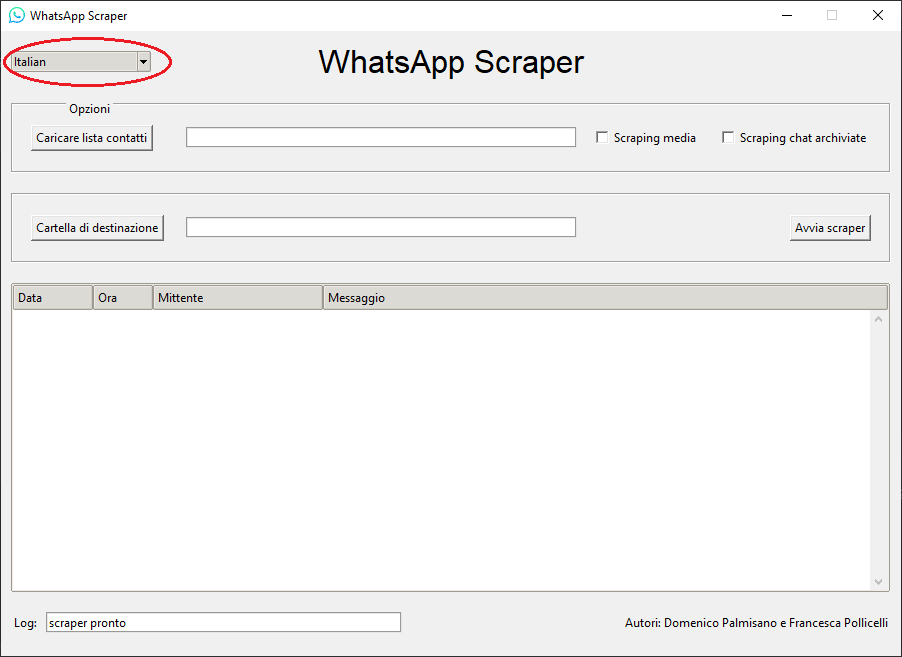 WhatsApp Scraper
Italian
WhatsApp Scraper
Opzioni
Caricare lista contatti
Scraping media
Scraping chat archiviate
Cartella di destinazione
Avvia scraper
Data Ora Mittente Messaggio
Log: scraper pronto
Autori: Domenico Palmisano e Francesca Pollicelli